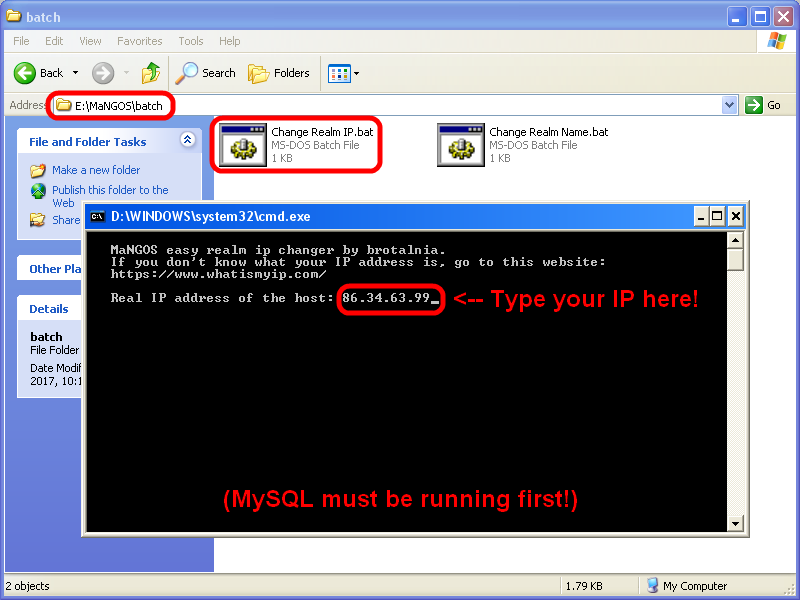 batch
File Edit View Favorites Tools Help
Back Search Folders
Address E:\MaNGOS\batch Go
File and Folder Tasks
Make a new folder
Publish this folder to the
Web
Share
Other Pla
Details
batch
File Folder
Date Modif
2017, 10:1
Change Realm IP.bat
MS-DOS Batch File
1 KB
Change Realm Name.bat
MS-DOS Batch File
1 KB
D:\WINDOWS\system32\cmd.exe
MaNGOS easy realm ip changer by brotalnia.
If you don't know what your IP address is, go to this website:
https://www.whatismyip.com/
Real IP address of the host: 86.34.63.99_ <-- Type your IP here!
(MySQL must be running first!)
2 objects 1.79 KB My Computer